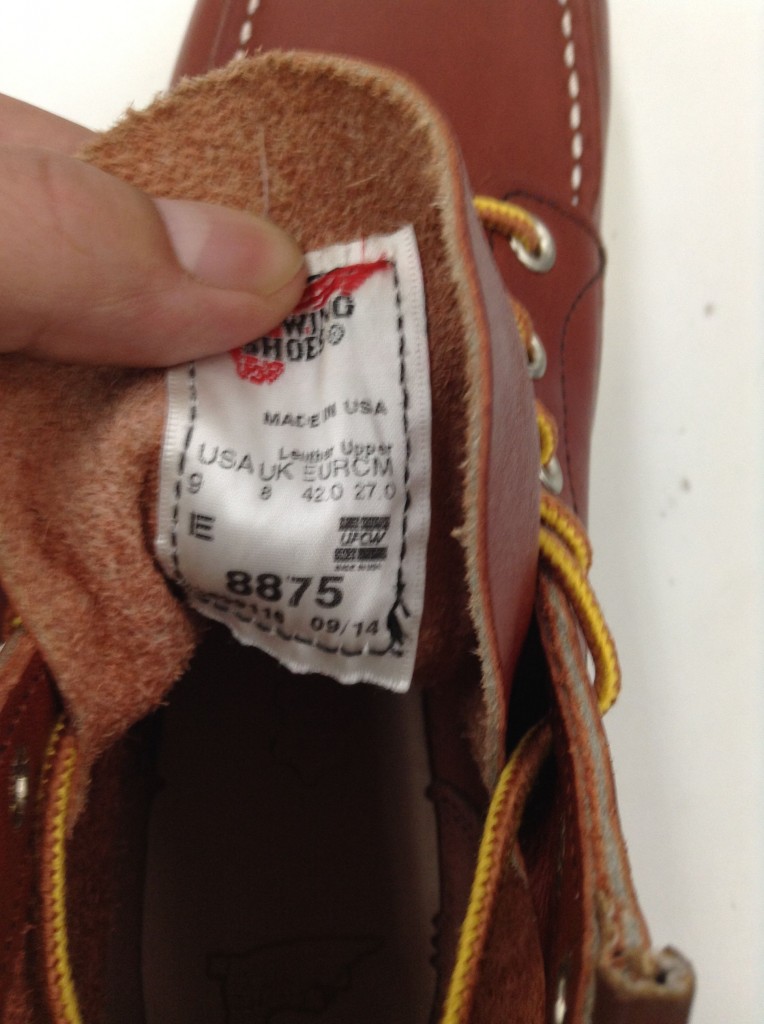 WING
SHOES®
MADE IN USA
Leather Upper
USA UK EUR CM
9 8 42.0 27.0
E
UFCW
8875
09/14